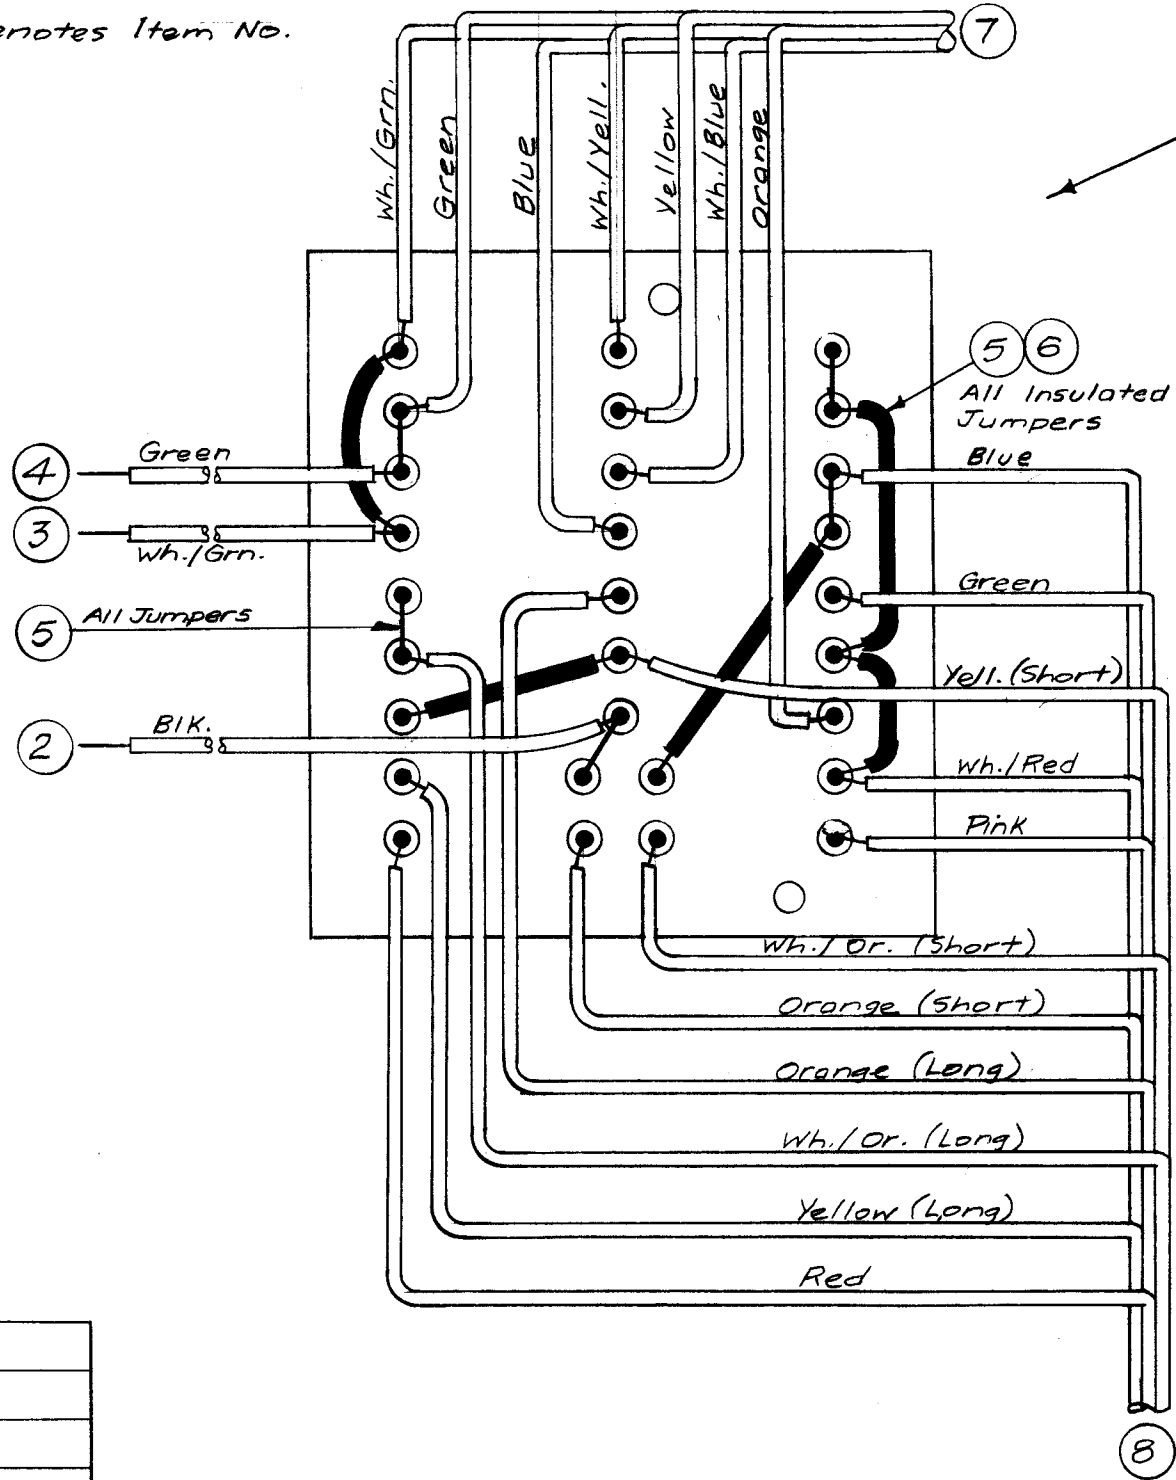 enotes Item No.
7
Wh./Grn.
Green
Blue
Wh./Yell.
Yellow
Wh./Blue
Orange
5 6
All Insulated
Jumpers
4
Green
Blue
3
Wh./Grn.
Green
5
All Jumpers
Yell. (Short)
2
Blk.
Wh./Red
Pink
Wh./Or. (Short)
Orange (Short)
Orange (Long)
Wh./Or. (Long)
Yellow (Long)
Red
8